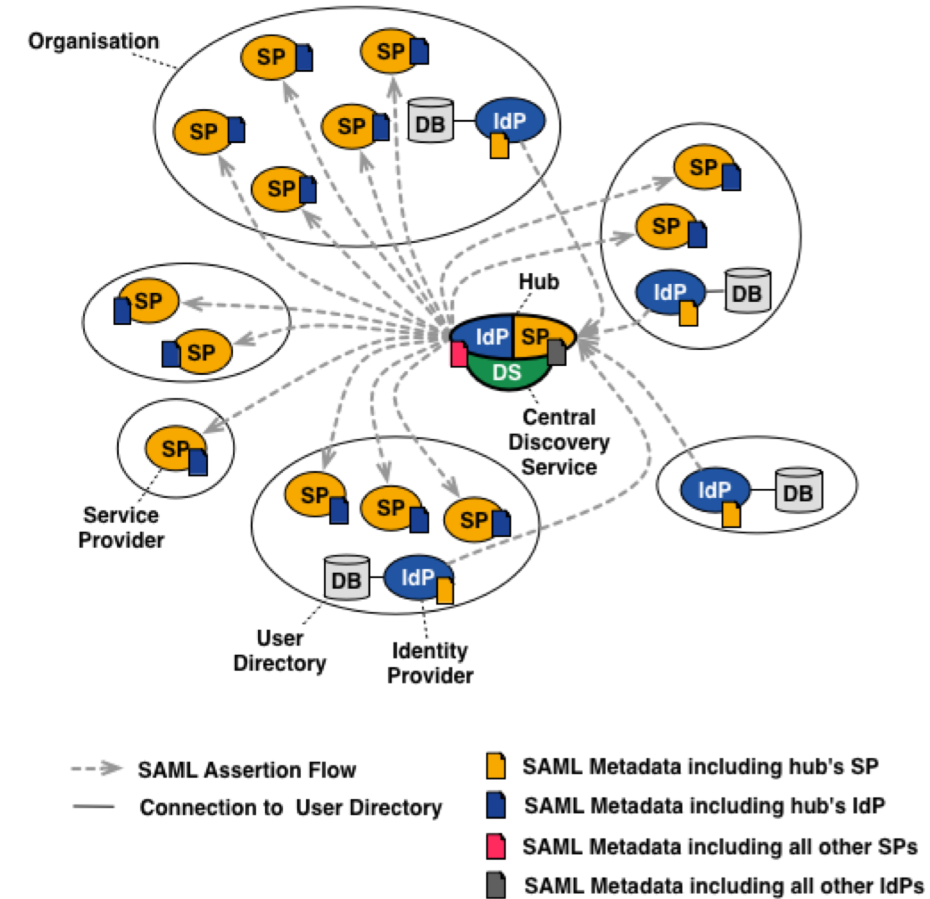 Organisation
SP
SP
SP
SP
DB
IdP
SP
SP
SP
IdP
DB
Hub
SP
SP
IdP
SP
DS
Central
Discovery
Service
SP
Service
Provider
SP
SP
SP
DB
IdP
IdP
DB
User
Directory
Identity
Provider
SAML Assertion Flow
Connection to User Directory
SAML Metadata including hub's SP
SAML Metadata including hub's IdP
SAML Metadata including all other SPs
SAML Metadata including all other IdPs